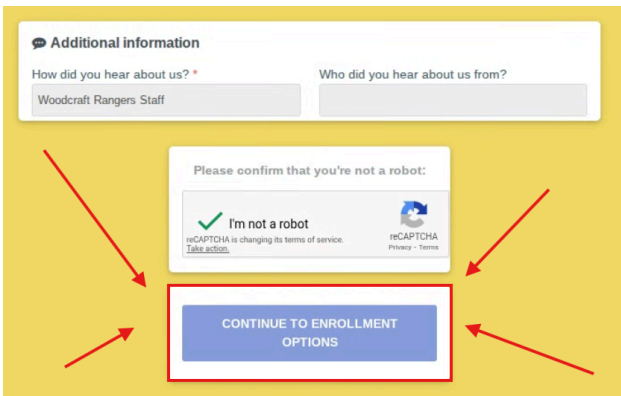 Additional information
How did you hear about us? *
Who did you hear about us from?
Woodcraft Rangers Staff
Please confirm that you're not a robot:
I'm not a robot
reCAPTCHA is changing its terms of service.
Take action.
reCAPTCHA
Privacy - Terms
CONTINUE TO ENROLLMENT
OPTIONS